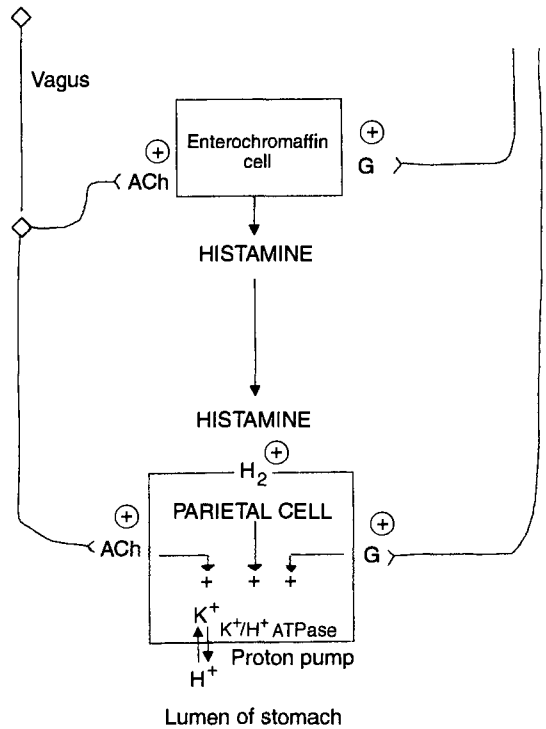 Vagus
+
+
Enterochromaffin
cell
ACh
G
HISTAMINE
HISTAMINE
+
H₂
+
PARIETAL CELL
+
ACh
G
+ + +
K⁺
K⁺/H⁺ ATPase
Proton pump
H⁺
Lumen of stomach